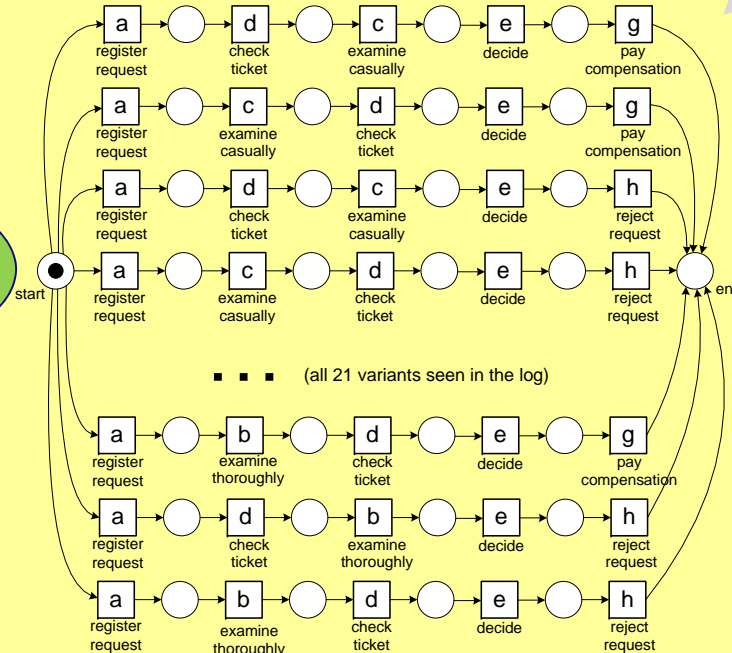 a d c e g
register request check ticket examine casually decide pay compensation
a c d e g
register request examine casually check ticket decide pay compensation
a d c e h
register request check ticket examine casually decide reject request
a c d e h
start
register request examine casually check ticket decide reject request
en
(all 21 variants seen in the log)
a b d e g
register request examine thoroughly check ticket decide pay compensation
a d b e h
register request check ticket examine thoroughly decide reject request
a b d e h
register request examine thoroughly check ticket decide reject request